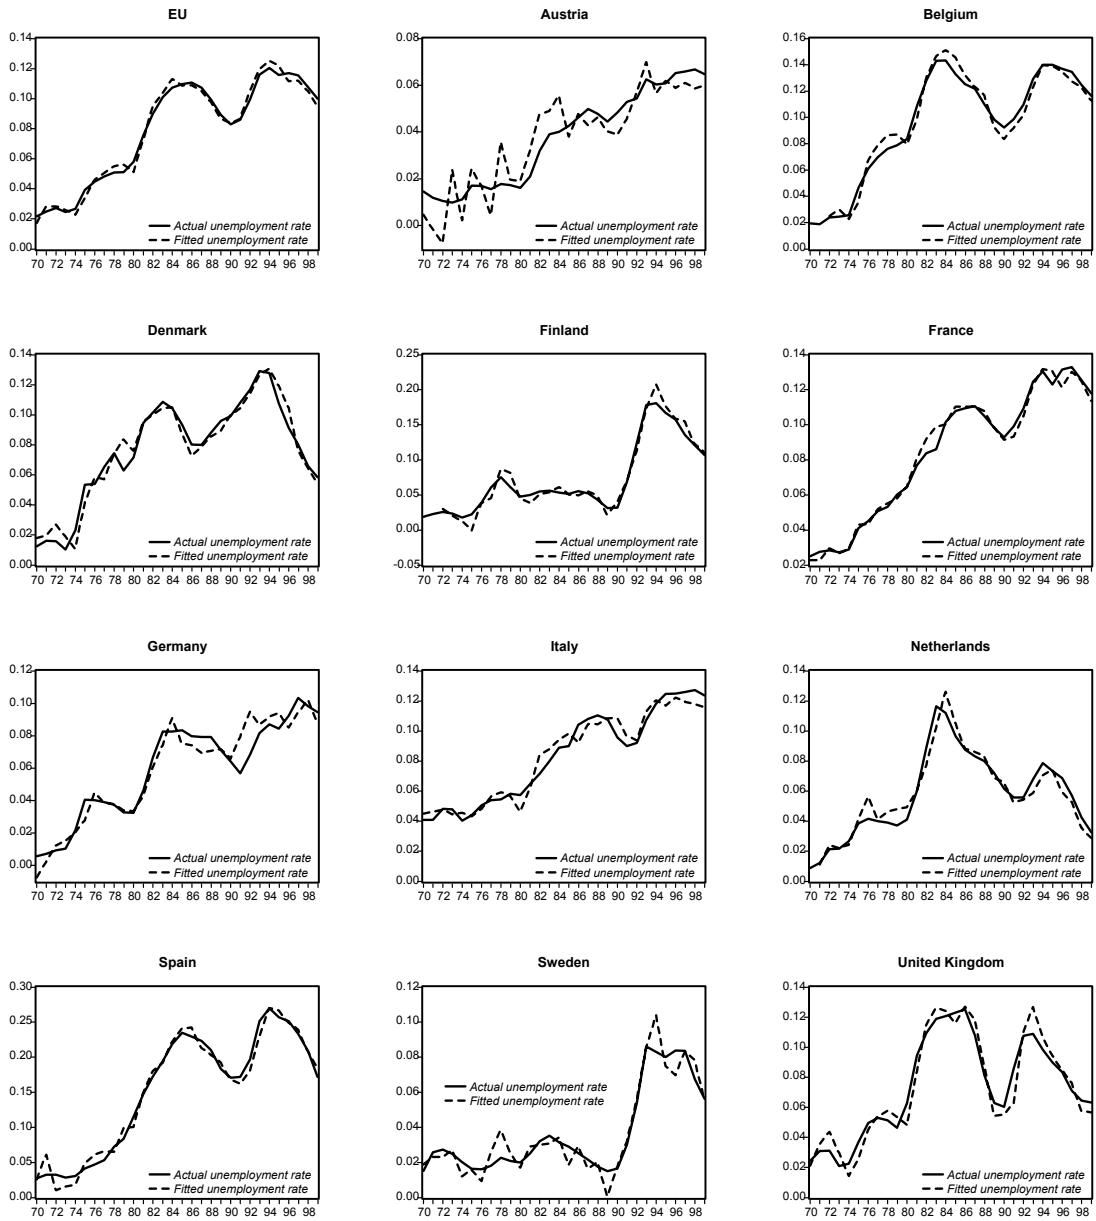 EU
0.14
0.12
0.10
0.08
0.06
0.04
0.02
0.00
Actual unemployment rate
Fitted unemployment rate
70 72 74 76 78 80 82 84 86 88 90 92 94 96 98
Austria
0.08
0.06
0.04
0.02
0.00
Actual unemployment rate
Fitted unemployment rate
70 72 74 76 78 80 82 84 86 88 90 92 94 96 98
Belgium
0.16
0.14
0.12
0.10
0.08
0.06
0.04
0.02
0.00
Actual unemployment rate
Fitted unemployment rate
70 72 74 76 78 80 82 84 86 88 90 92 94 96 98
Denmark
0.14
0.12
0.10
0.08
0.06
0.04
0.02
0.00
Actual unemployment rate
Fitted unemployment rate
70 72 74 76 78 80 82 84 86 88 90 92 94 96 98
Finland
0.25
0.20
0.15
0.10
0.05
0.00
-0.05
Actual unemployment rate
Fitted unemployment rate
70 72 74 76 78 80 82 84 86 88 90 92 94 96 98
France
0.14
0.12
0.10
0.08
0.06
0.04
0.02
Actual unemployment rate
Fitted unemployment rate
70 72 74 76 78 80 82 84 86 88 90 92 94 96 98
Germany
0.12
0.10
0.08
0.06
0.04
0.02
0.00
Actual unemployment rate
Fitted unemployment rate
70 72 74 76 78 80 82 84 86 88 90 92 94 96 98
Italy
0.14
0.12
0.10
0.08
0.06
0.04
0.02
0.00
Actual unemployment rate
Fitted unemployment rate
70 72 74 76 78 80 82 84 86 88 90 92 94 96 98
Netherlands
0.14
0.12
0.10
0.08
0.06
0.04
0.02
0.00
Actual unemployment rate
Fitted unemployment rate
70 72 74 76 78 80 82 84 86 88 90 92 94 96 98
Spain
0.30
0.25
0.20
0.15
0.10
0.05
0.00
Actual unemployment rate
Fitted unemployment rate
70 72 74 76 78 80 82 84 86 88 90 92 94 96 98
Sweden
0.12
0.10
0.08
0.06
0.04
0.02
0.00
Actual unemployment rate
Fitted unemployment rate
70 72 74 76 78 80 82 84 86 88 90 92 94 96 98
United Kingdom
0.14
0.12
0.10
0.08
0.06
0.04
0.02
0.00
Actual unemployment rate
Fitted unemployment rate
70 72 74 76 78 80 82 84 86 88 90 92 94 96 98